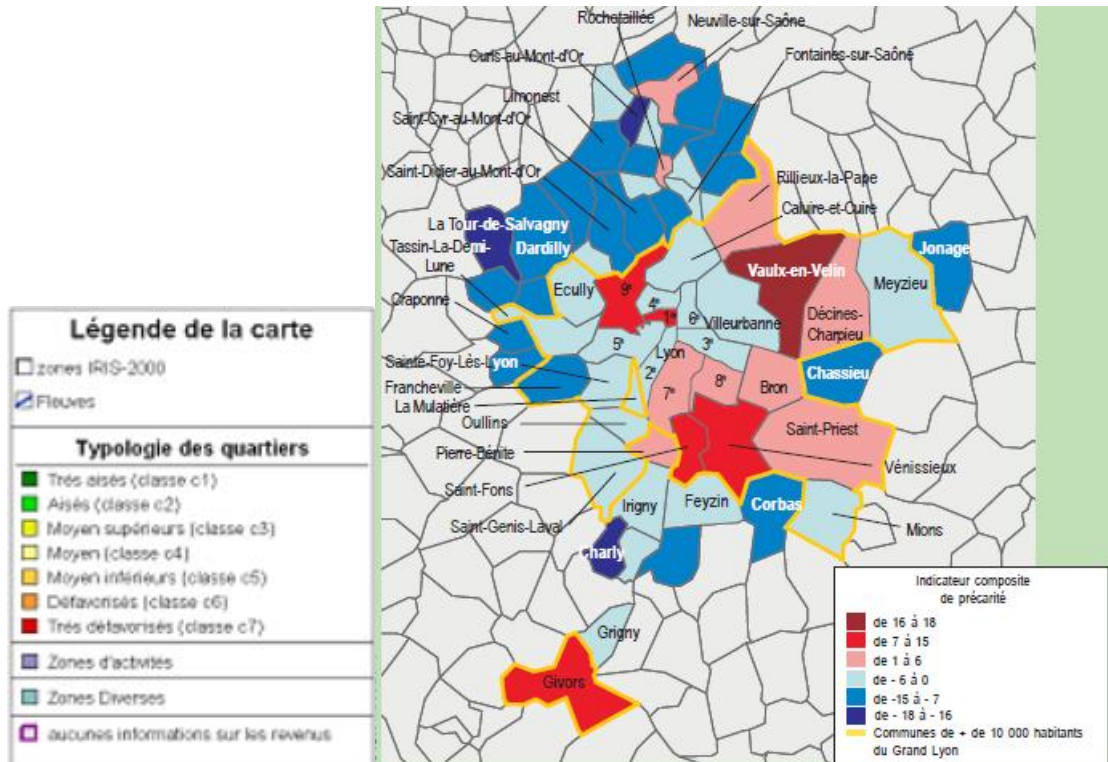 Rochetaillée
Neuville-sur-Saône
Curis-au-Mont-d'Or
Fontaines-sur-Saône
Limonest
Saint-Cyr-au-Mont-d'Or
Saint-Didier-au-Mont-d'Or
Rillieux-la-Pape
Caluire-et-Cuire
La Tour-de-Salvagny
Dardilly
Jonage
Tassin-La-Demi-
Lune
Vaulx-en-Velin
Meyzieu
Ecully
9e
Craponne
4e
1e
6e
Villeurbanne
Décines-
Charpieu
5e
Lyon
3e
Sainte-Foy-Lès-Lyon
2e
Chassieu
Francheville
8e
Bron
La Mulatière
7e
Oullins
Saint-Priest
Pierre-Bénite
Vénissieux
Saint-Fons
Feyzin
Irigny
Corbas
Saint-Genis-Laval
Mions
Charly
Grigny
Givors
Légende de la carte
zones IRIS-2000
Fleuves
Typologie des quartiers
Trés aisés (classe c1)
Aisés (classe c2)
Moyen supérieurs (classe c3)
Moyen (classe c4)
Moyen inférieurs (classe c5)
Défavorisés (classe c6)
Trés défavorisés (classe c7)
Zones d'activités
Zones Diverses
aucunes informations sur les revenus
Indicateur composite
de précarité
de 16 à 18
de 7 à 15
de 1 à 6
de - 6 à 0
de -15 à - 7
de - 18 à - 16
Communes de + de 10 000 habitants
du Grand Lyon